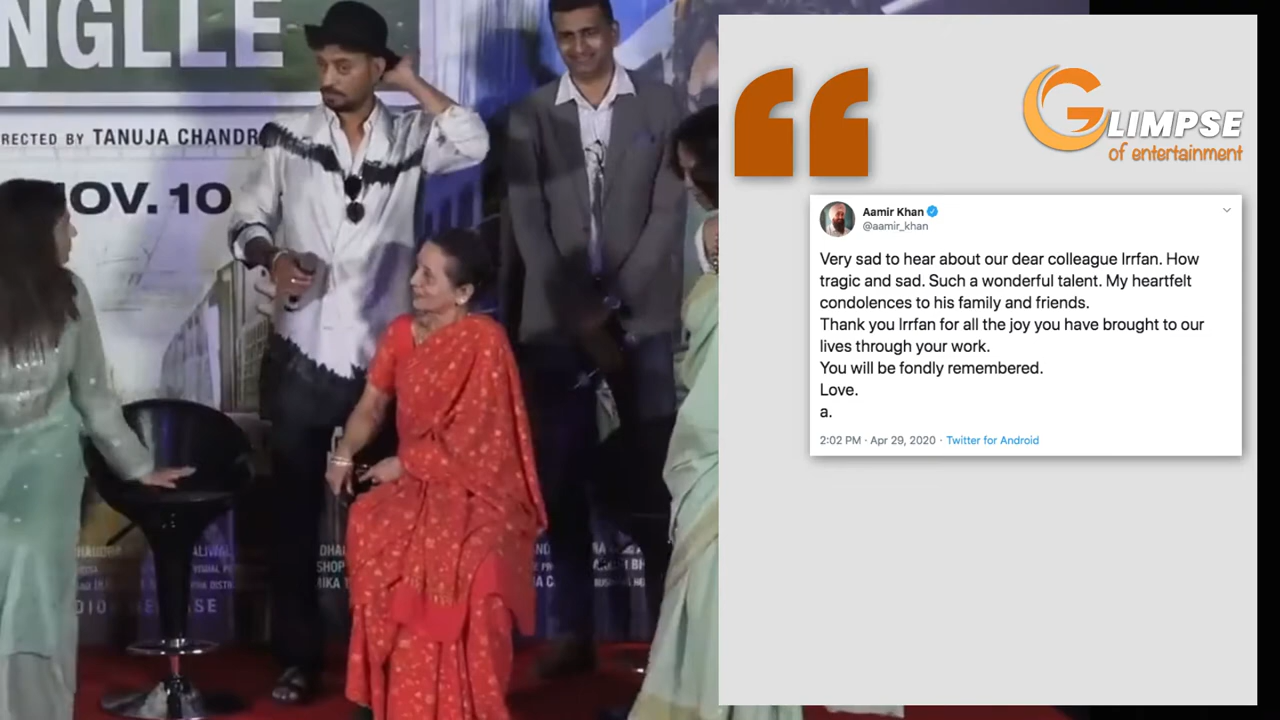 NGLLE
RECTED BY TANUJA CHANDR
NOV. 10
GLIMPSE
of entertainment
Aamir Khan
@aamir_khan
Very sad to hear about our dear colleague Irrfan. How
tragic and sad. Such a wonderful talent. My heartfelt
condolences to his family and friends.
Thank you Irrfan for all the joy you have brought to our
lives through your work.
You will be fondly remembered.
Love.
a.
2:02 PM · Apr 29, 2020 · Twitter for Android